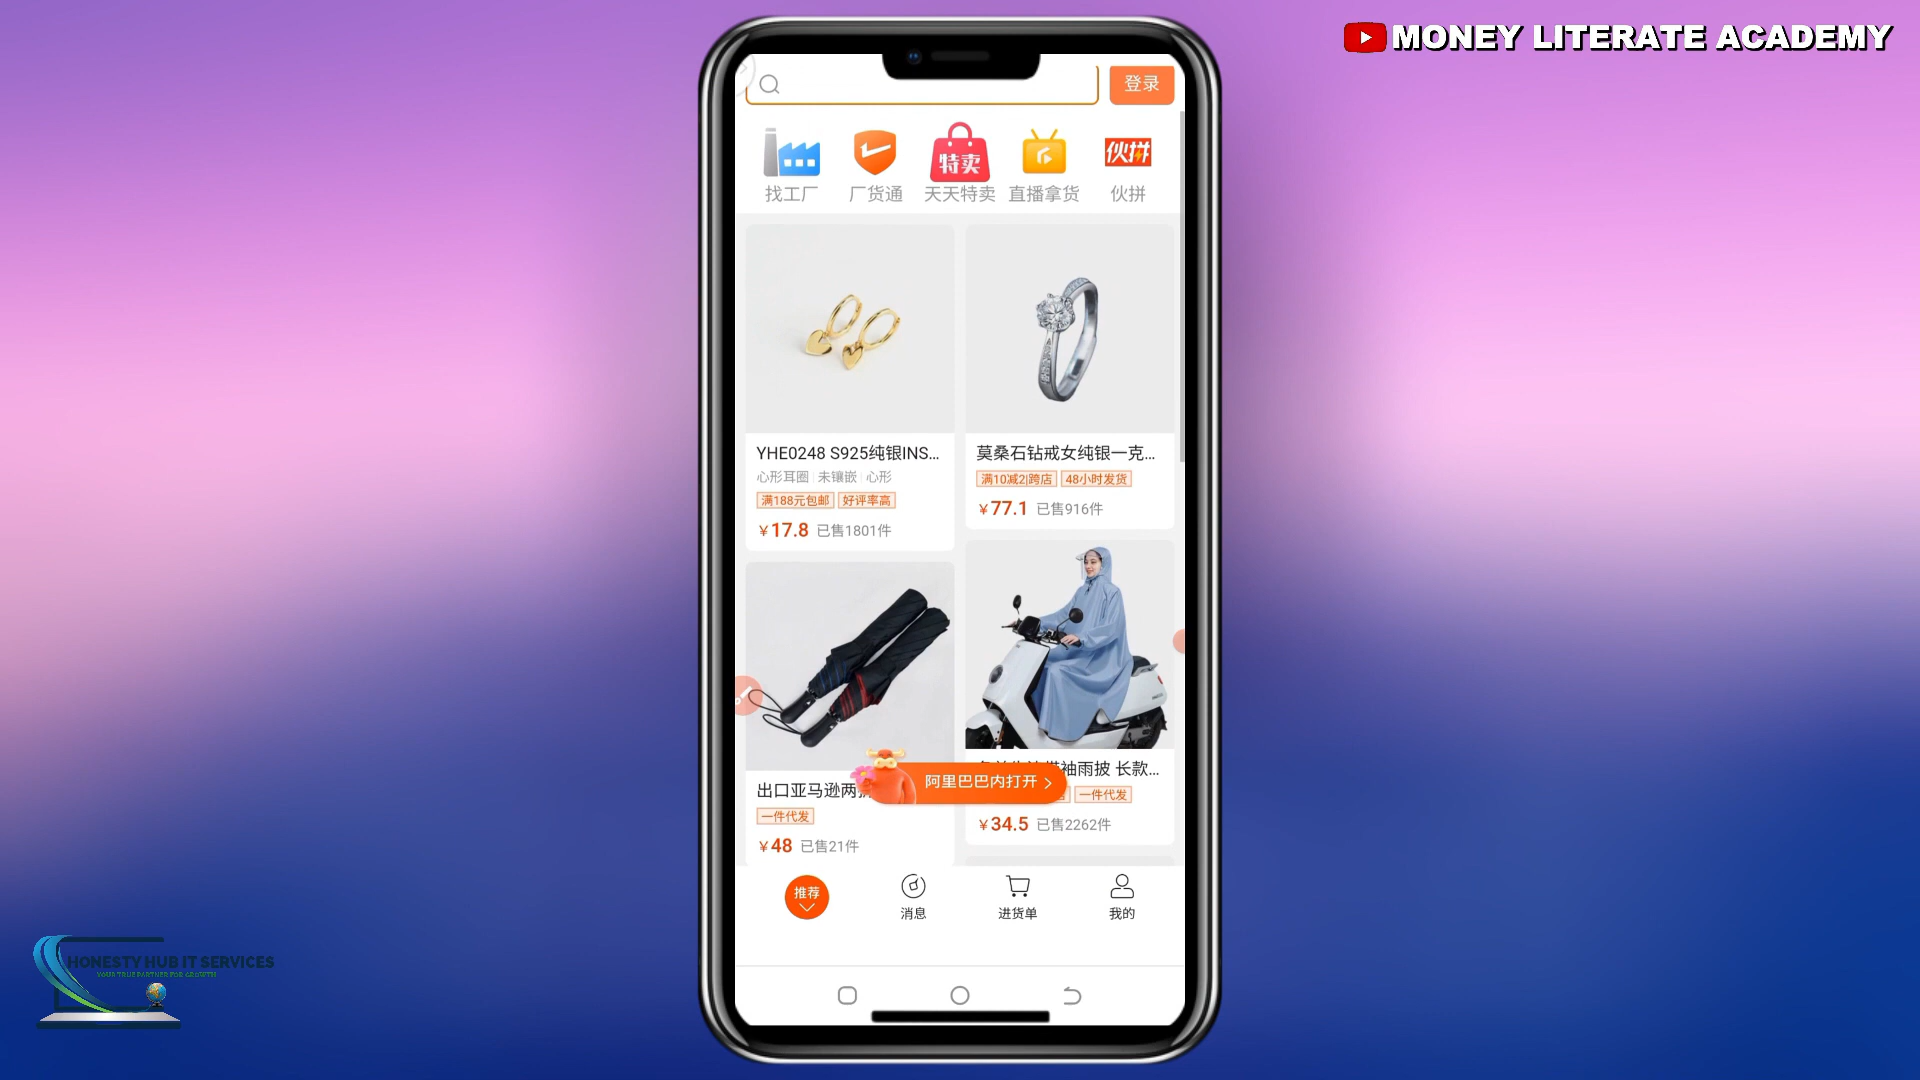 MONEY LITERATE ACADEMY
登录
特卖
伙拼
找工厂
厂货通
天天特卖
直播拿货
伙拼
YHE0248 S925纯银INS...
心形耳圈 未镶嵌 心形
满188元包邮 好评率高
¥17.8 已售1801件
莫桑石钻戒女纯银一克...
满10减2|跨店 48小时发货
¥77.1 已售916件
出口亚马逊两
一件代发
¥48 已售21件
袖雨披 长款...
一件代发
¥34.5 已售2262件
阿里巴巴内打开
推荐
消息
进货单
我的
HONESTY HUB IT SERVICES
YOUR TRUE PARTNER FOR GROWTH